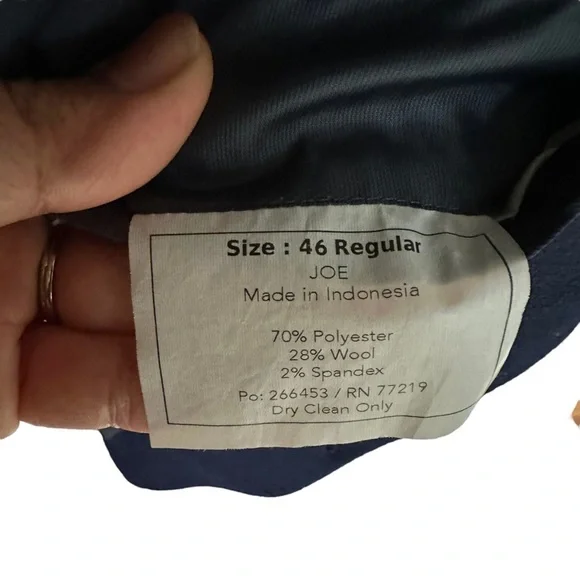 Size : 46 Regular
JOE
Made in Indonesia
70% Polyester
28% Wool
2% Spandex
Po: 266453 / RN 77219
Dry Clean Only